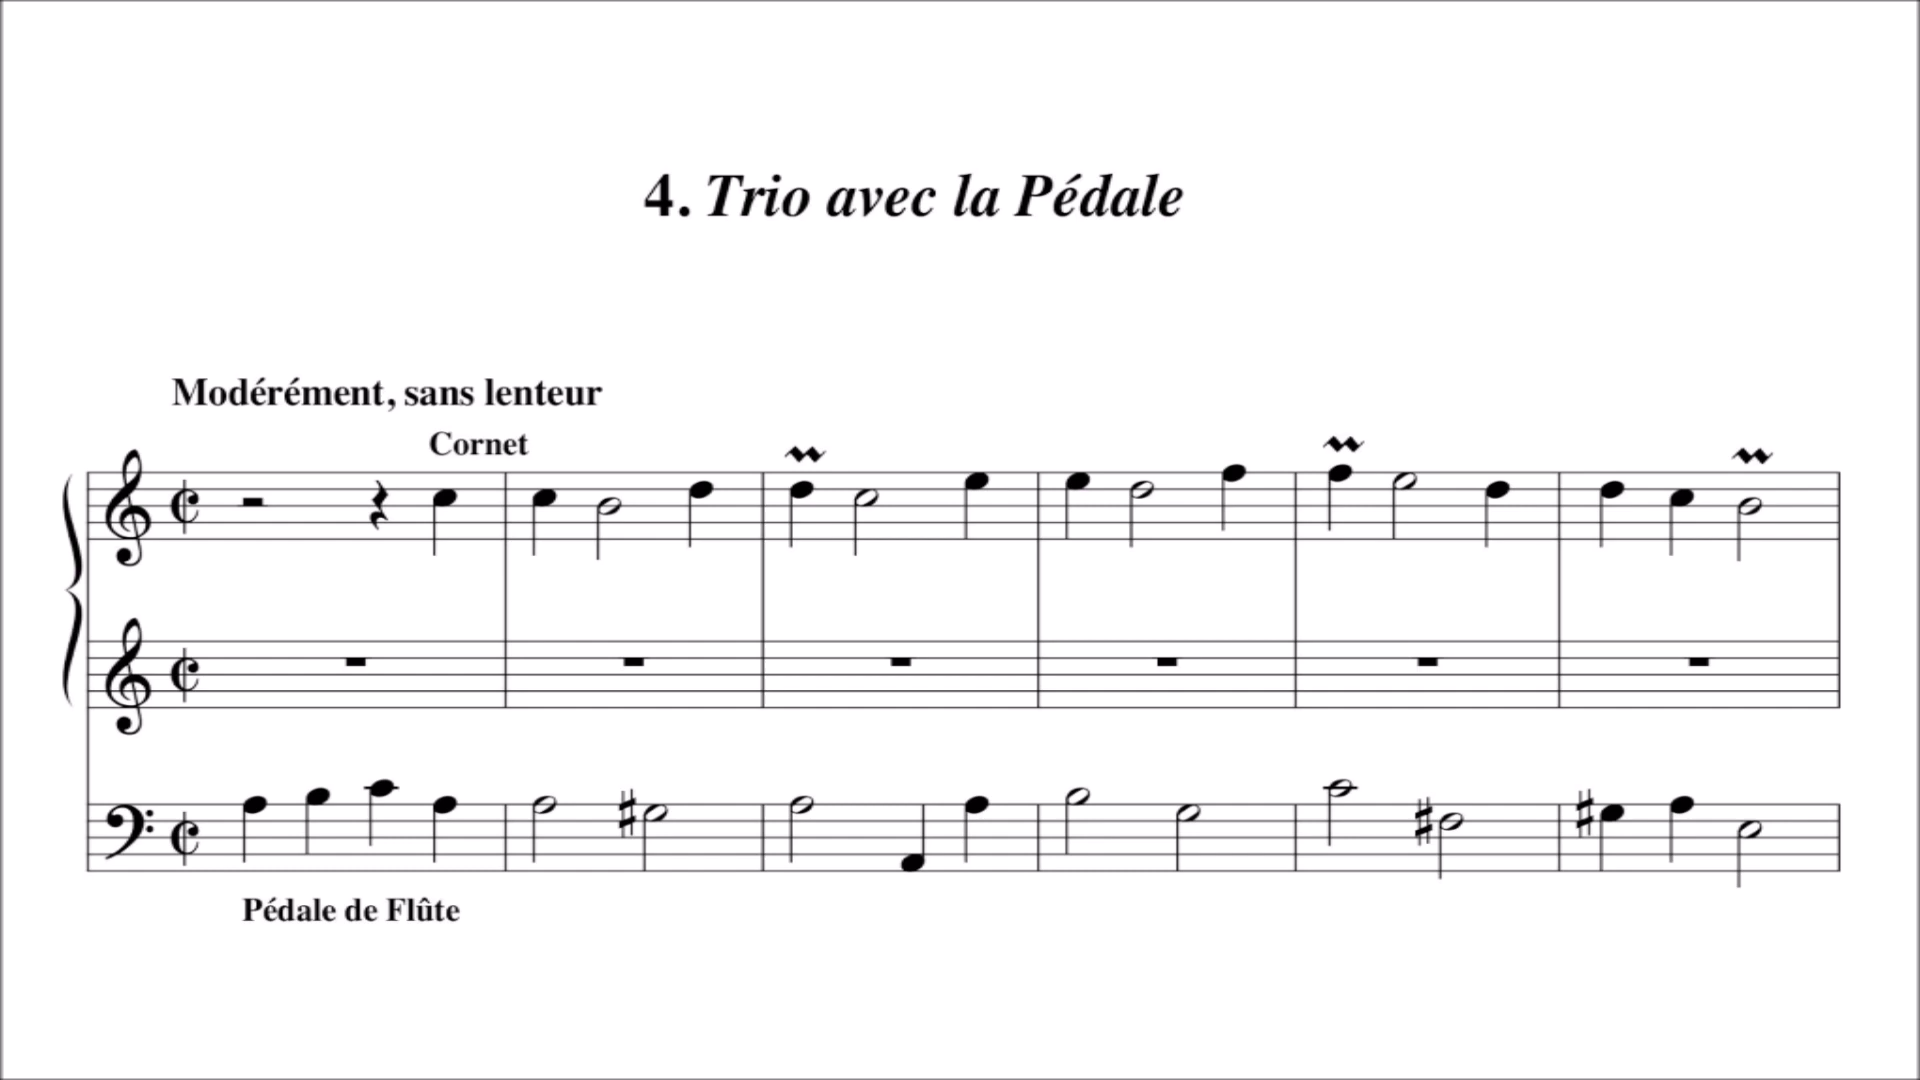 4. Trio avec la Pédale
Modérément, sans lenteur
Cornet
Pédale de Flûte